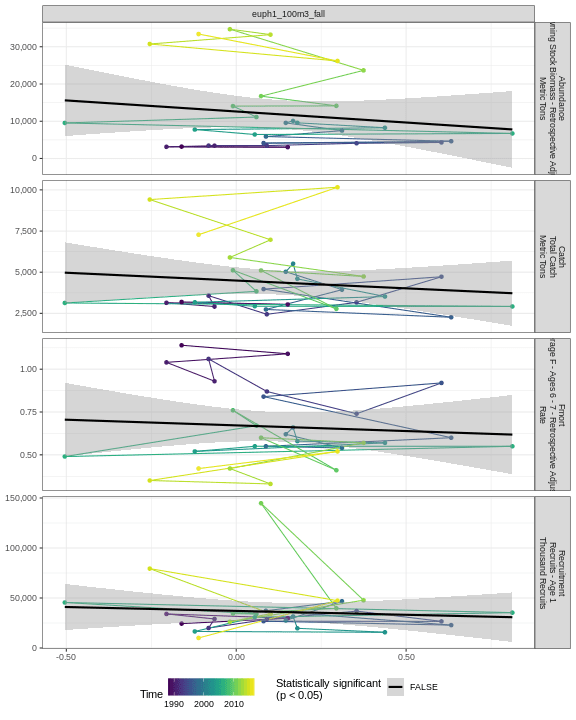 euph1_100m3_fall
30,000
20,000
10,000
0
Abundance
Stock Biomass - Retrospective Adj
Metric Tons
10,000
7,500
5,000
2,500
Catch
Total Catch
Metric Tons
1.00
0.75
0.50
Fmort
F - Ages 6 - 7 - Retrospective Adjus
Rate
150,000
100,000
50,000
0
Recruitment
Recruits - Age 1
Thousand Recruits
-0.50
0.00
0.50
Time
1990 2000 2010
Statistically significant
(p < 0.05)
FALSE